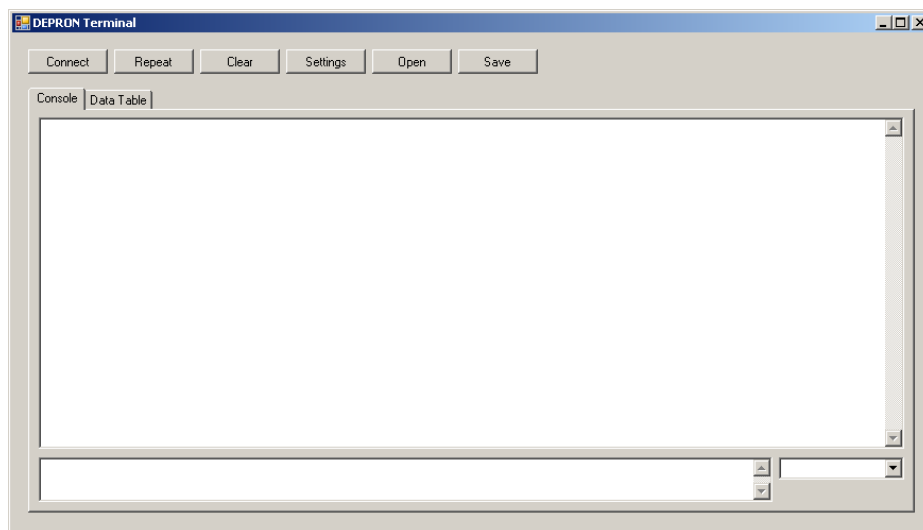 DEPRON Terminal
Connect Repeat Clear Settings Open Save
Console Data Table